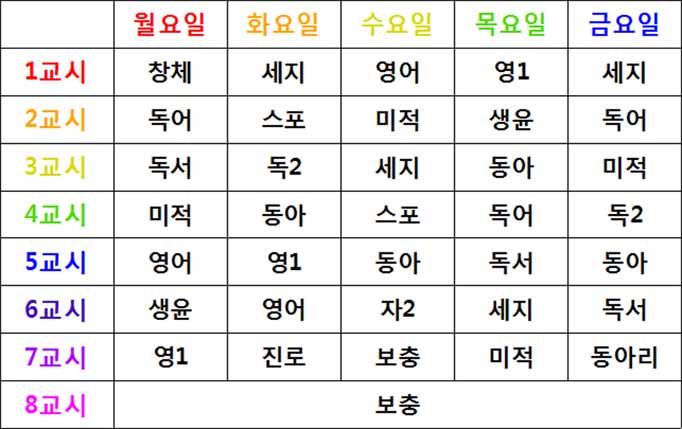 월요일 화요일 수요일 목요일 금요일
1교시 창체 세지 영어 영1 세지
2교시 독어 스포 미적 생윤 독어
3교시 독서 독2 세지 동아 미적
4교시 미적 동아 스포 독어 독2
5교시 영어 영1 동아 독서 동아
6교시 생윤 영어 자2 세지 독서
7교시 영1 진로 보충 미적 동아리
8교시 보충